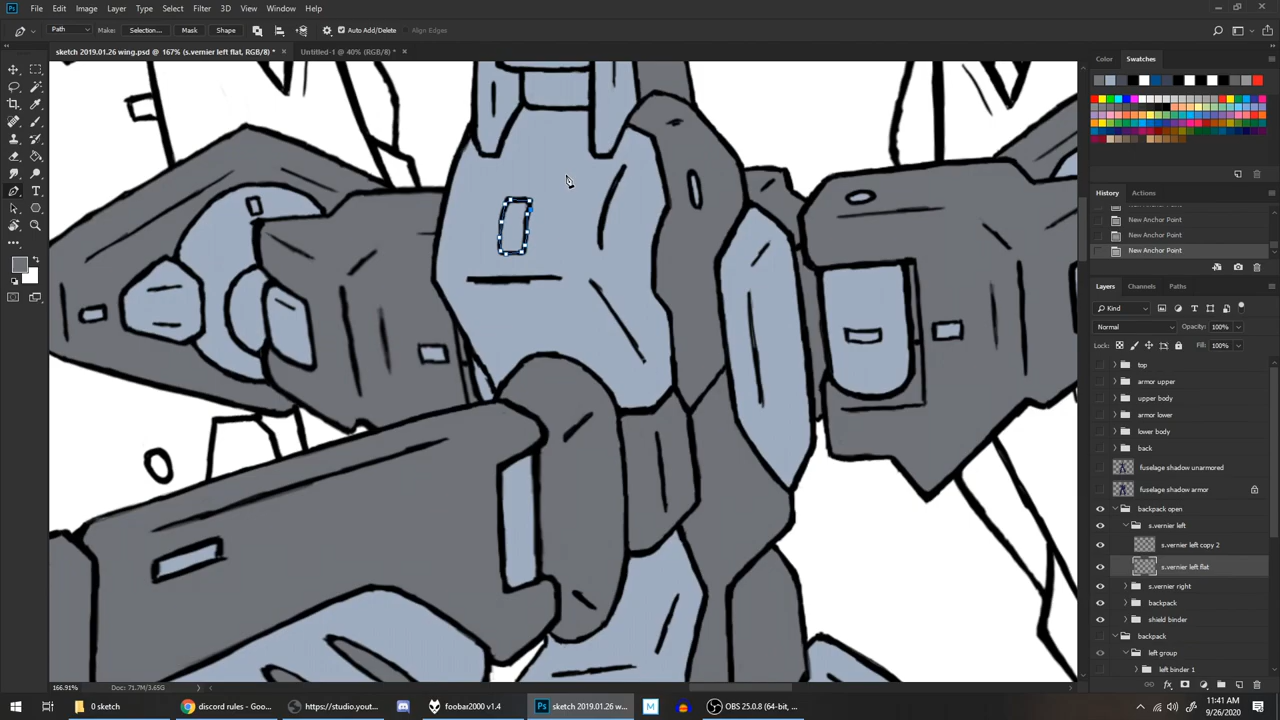 File Edit Image Layer Type Select Filter 3D View Window Help
Path Makes: Selection... Mask Shape Auto Add/Delete Align Edges
sketch 2019.01.26 wing.psd @ 167% (s.vernier left flat, RGB/8) * × Untitled-1 @ 40% (RGB/8) * ×
Color Swatches
History Actions
New Anchor Point
New Anchor Point
New Anchor Point
Layers Channels Paths
Kind
Normal Opacity: 100%
Lock: Fill: 100%
top
armor upper
upper body
armor lower
lower body
back
fuselage shadow unarmored
fuselage shadow armor
backpack open
s.vernier left
s.vernier left copy 2
s.vernier left flat
s.vernier right
backpack
shield binder
backpack
left group
left binder 1
166.91% Doc: 71.7M/3.65G
0 sketch discord rules - Goo... https://studio.yout... foobar2000 v1.4 sketch 2019.01.26 w... OBS 25.0.8 (64-bit, ...
11:41 AM
9/26/2020